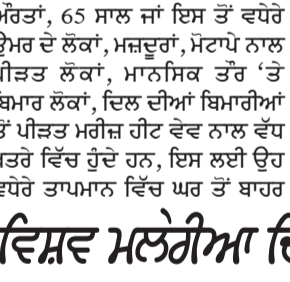 ਔਰਤਾਂ, 65 ਸਾਲ ਜਾਂ ਇਸ ਤੋਂ ਵਧੇਰੇ
ਉਮਰ ਦੇ ਲੋਕਾਂ, ਮਜ਼ਦੂਰਾਂ, ਮੋਟਾਪੇ ਨਾਲ
ਪੀੜਤ ਲੋਕਾਂ, ਮਾਨਸਿਕ ਤੌਰ ‘ਤੇ
ਬਿਮਾਰ ਲੋਕਾਂ, ਦਿਲ ਦੀਆਂ ਬਿਮਾਰੀਆਂ
ਤੋਂ ਪੀੜਤ ਮਰੀਜ਼ ਹੀਟ ਵੇਵ ਨਾਲ ਵੱਧ
ਖ਼ਤਰੇ ਵਿੱਚ ਹੁੰਦੇ ਹਨ, ਇਸ ਲਈ ਉਹ
ਵਧੇਰੇ ਤਾਪਮਾਨ ਵਿੱਚ ਘਰ ਤੋਂ ਬਾਹਰ
ਵਿਸ਼ਵ ਮਲੇਰੀਆ